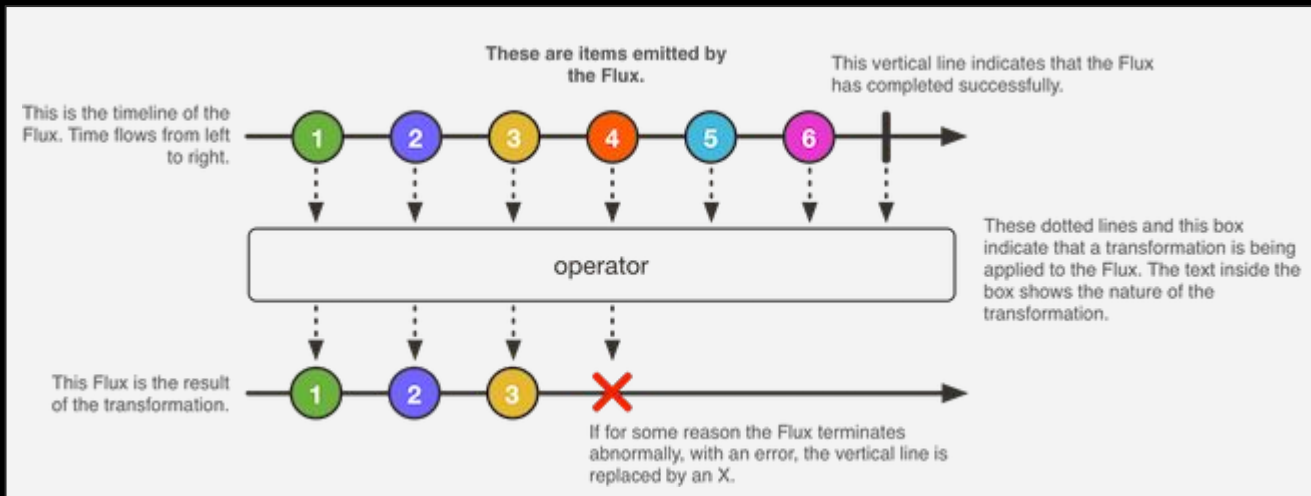 These are items emitted by
the Flux.
This vertical line indicates that the Flux
has completed successfully.
This is the timeline of the
Flux. Time flows from left
to right.
1 2 3 4 5 6
These dotted lines and this box
indicate that a transformation is being
applied to the Flux. The text inside the
box shows the nature of the
transformation.
operator
This Flux is the result
of the transformation.
1 2 3
If for some reason the Flux terminates
abnormally, with an error, the vertical line is
replaced by an X.